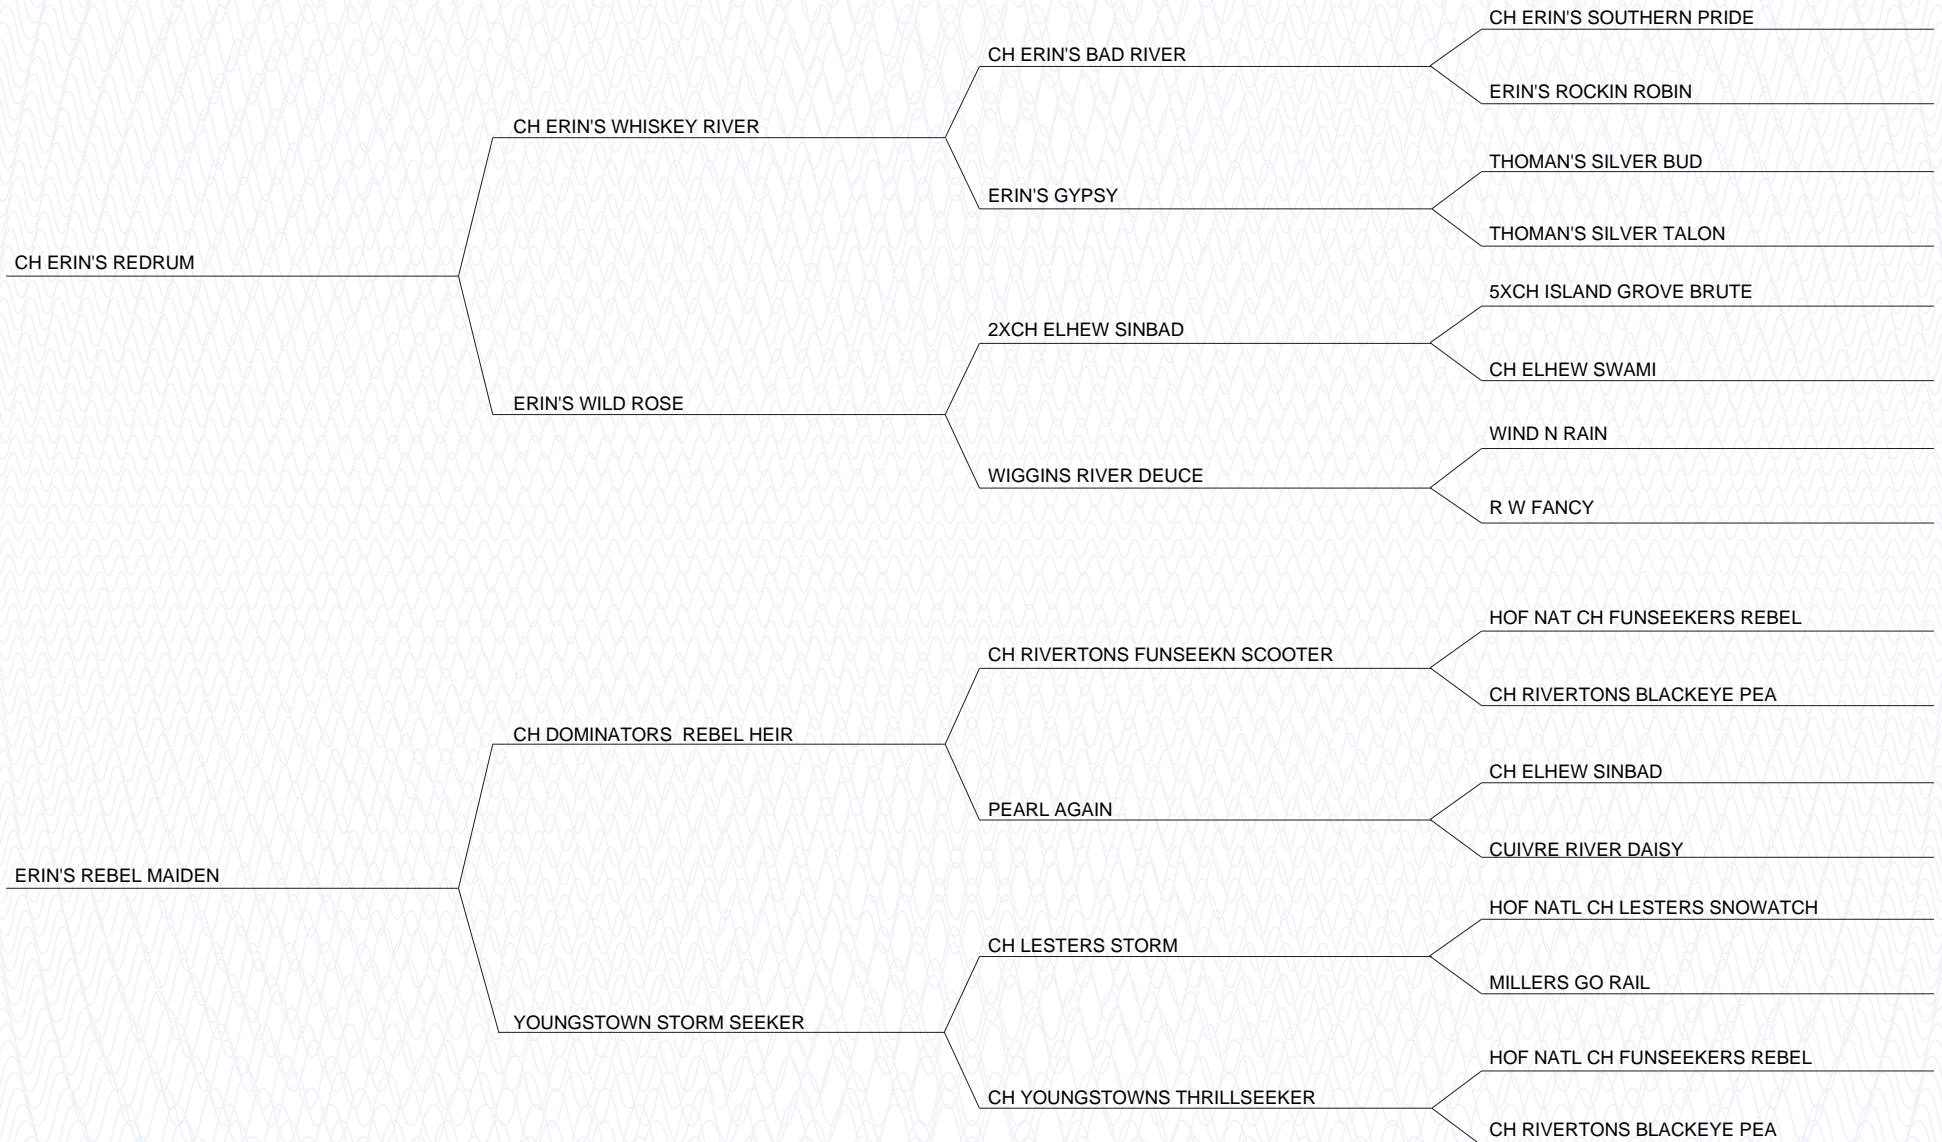 CH ERIN'S SOUTHERN PRIDE
CH ERIN'S BAD RIVER
ERIN'S ROCKIN ROBIN
CH ERIN'S WHISKEY RIVER
THOMAN'S SILVER BUD
ERIN'S GYPSY
THOMAN'S SILVER TALON
CH ERIN'S REDRUM
5XCH ISLAND GROVE BRUTE
2XCH ELHEW SINBAD
CH ELHEW SWAMI
ERIN'S WILD ROSE
WIND N RAIN
WIGGINS RIVER DEUCE
R W FANCY
HOF NAT CH FUNSEEKERS REBEL
CH RIVERTONS FUNSEEKN SCOOTER
CH RIVERTONS BLACKEYE PEA
CH DOMINATORS  REBEL HEIR
CH ELHEW SINBAD
PEARL AGAIN
CUIVRE RIVER DAISY
ERIN'S REBEL MAIDEN
HOF NATL CH LESTERS SNOWATCH
CH LESTERS STORM
MILLERS GO RAIL
YOUNGSTOWN STORM SEEKER
HOF NATL CH FUNSEEKERS REBEL
CH YOUNGSTOWNS THRILLSEEKER
CH RIVERTONS BLACKEYE PEA